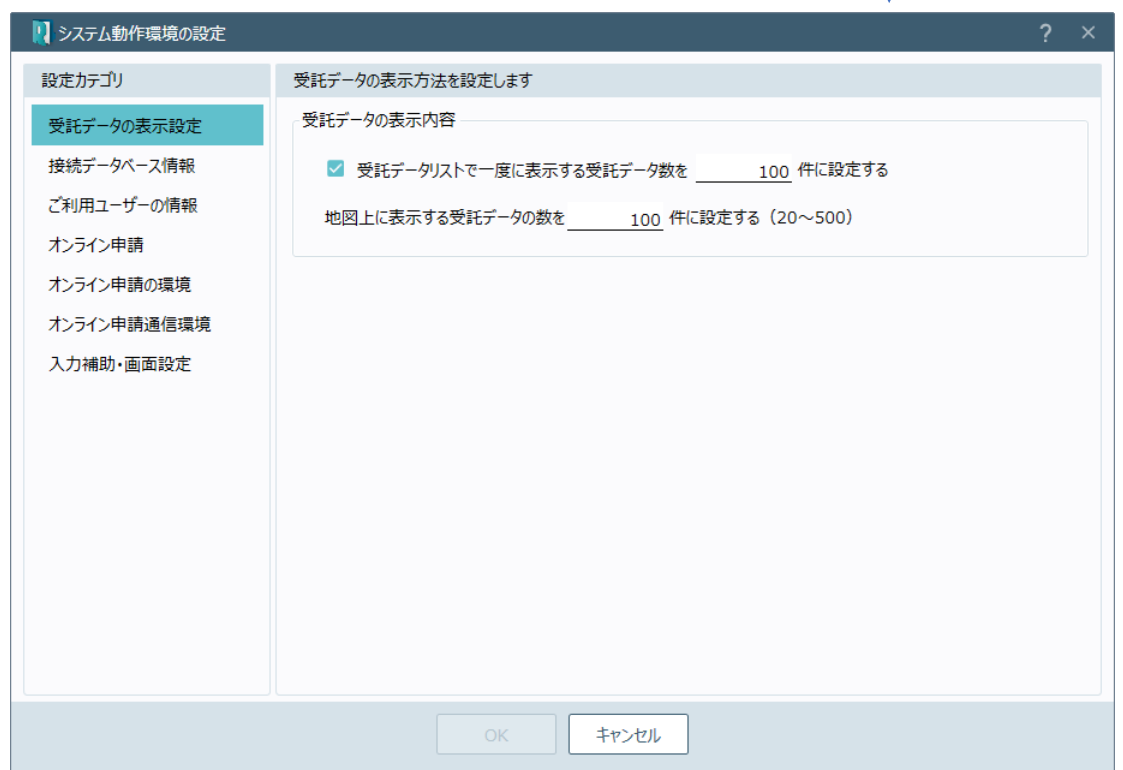 システム動作環境の設定
設定カテゴリ
受託データの表示設定
接続データベース情報
ご利用ユーザーの情報
オンライン申請
オンライン申請の環境
オンライン申請通信環境
入力補助・画面設定
受託データの表示方法を設定します
受託データの表示内容
受託データリストで一度に表示する受託データ数を 100 件に設定する
地図上に表示する受託データの数を 100 件に設定する（20～500）
OK キャンセル